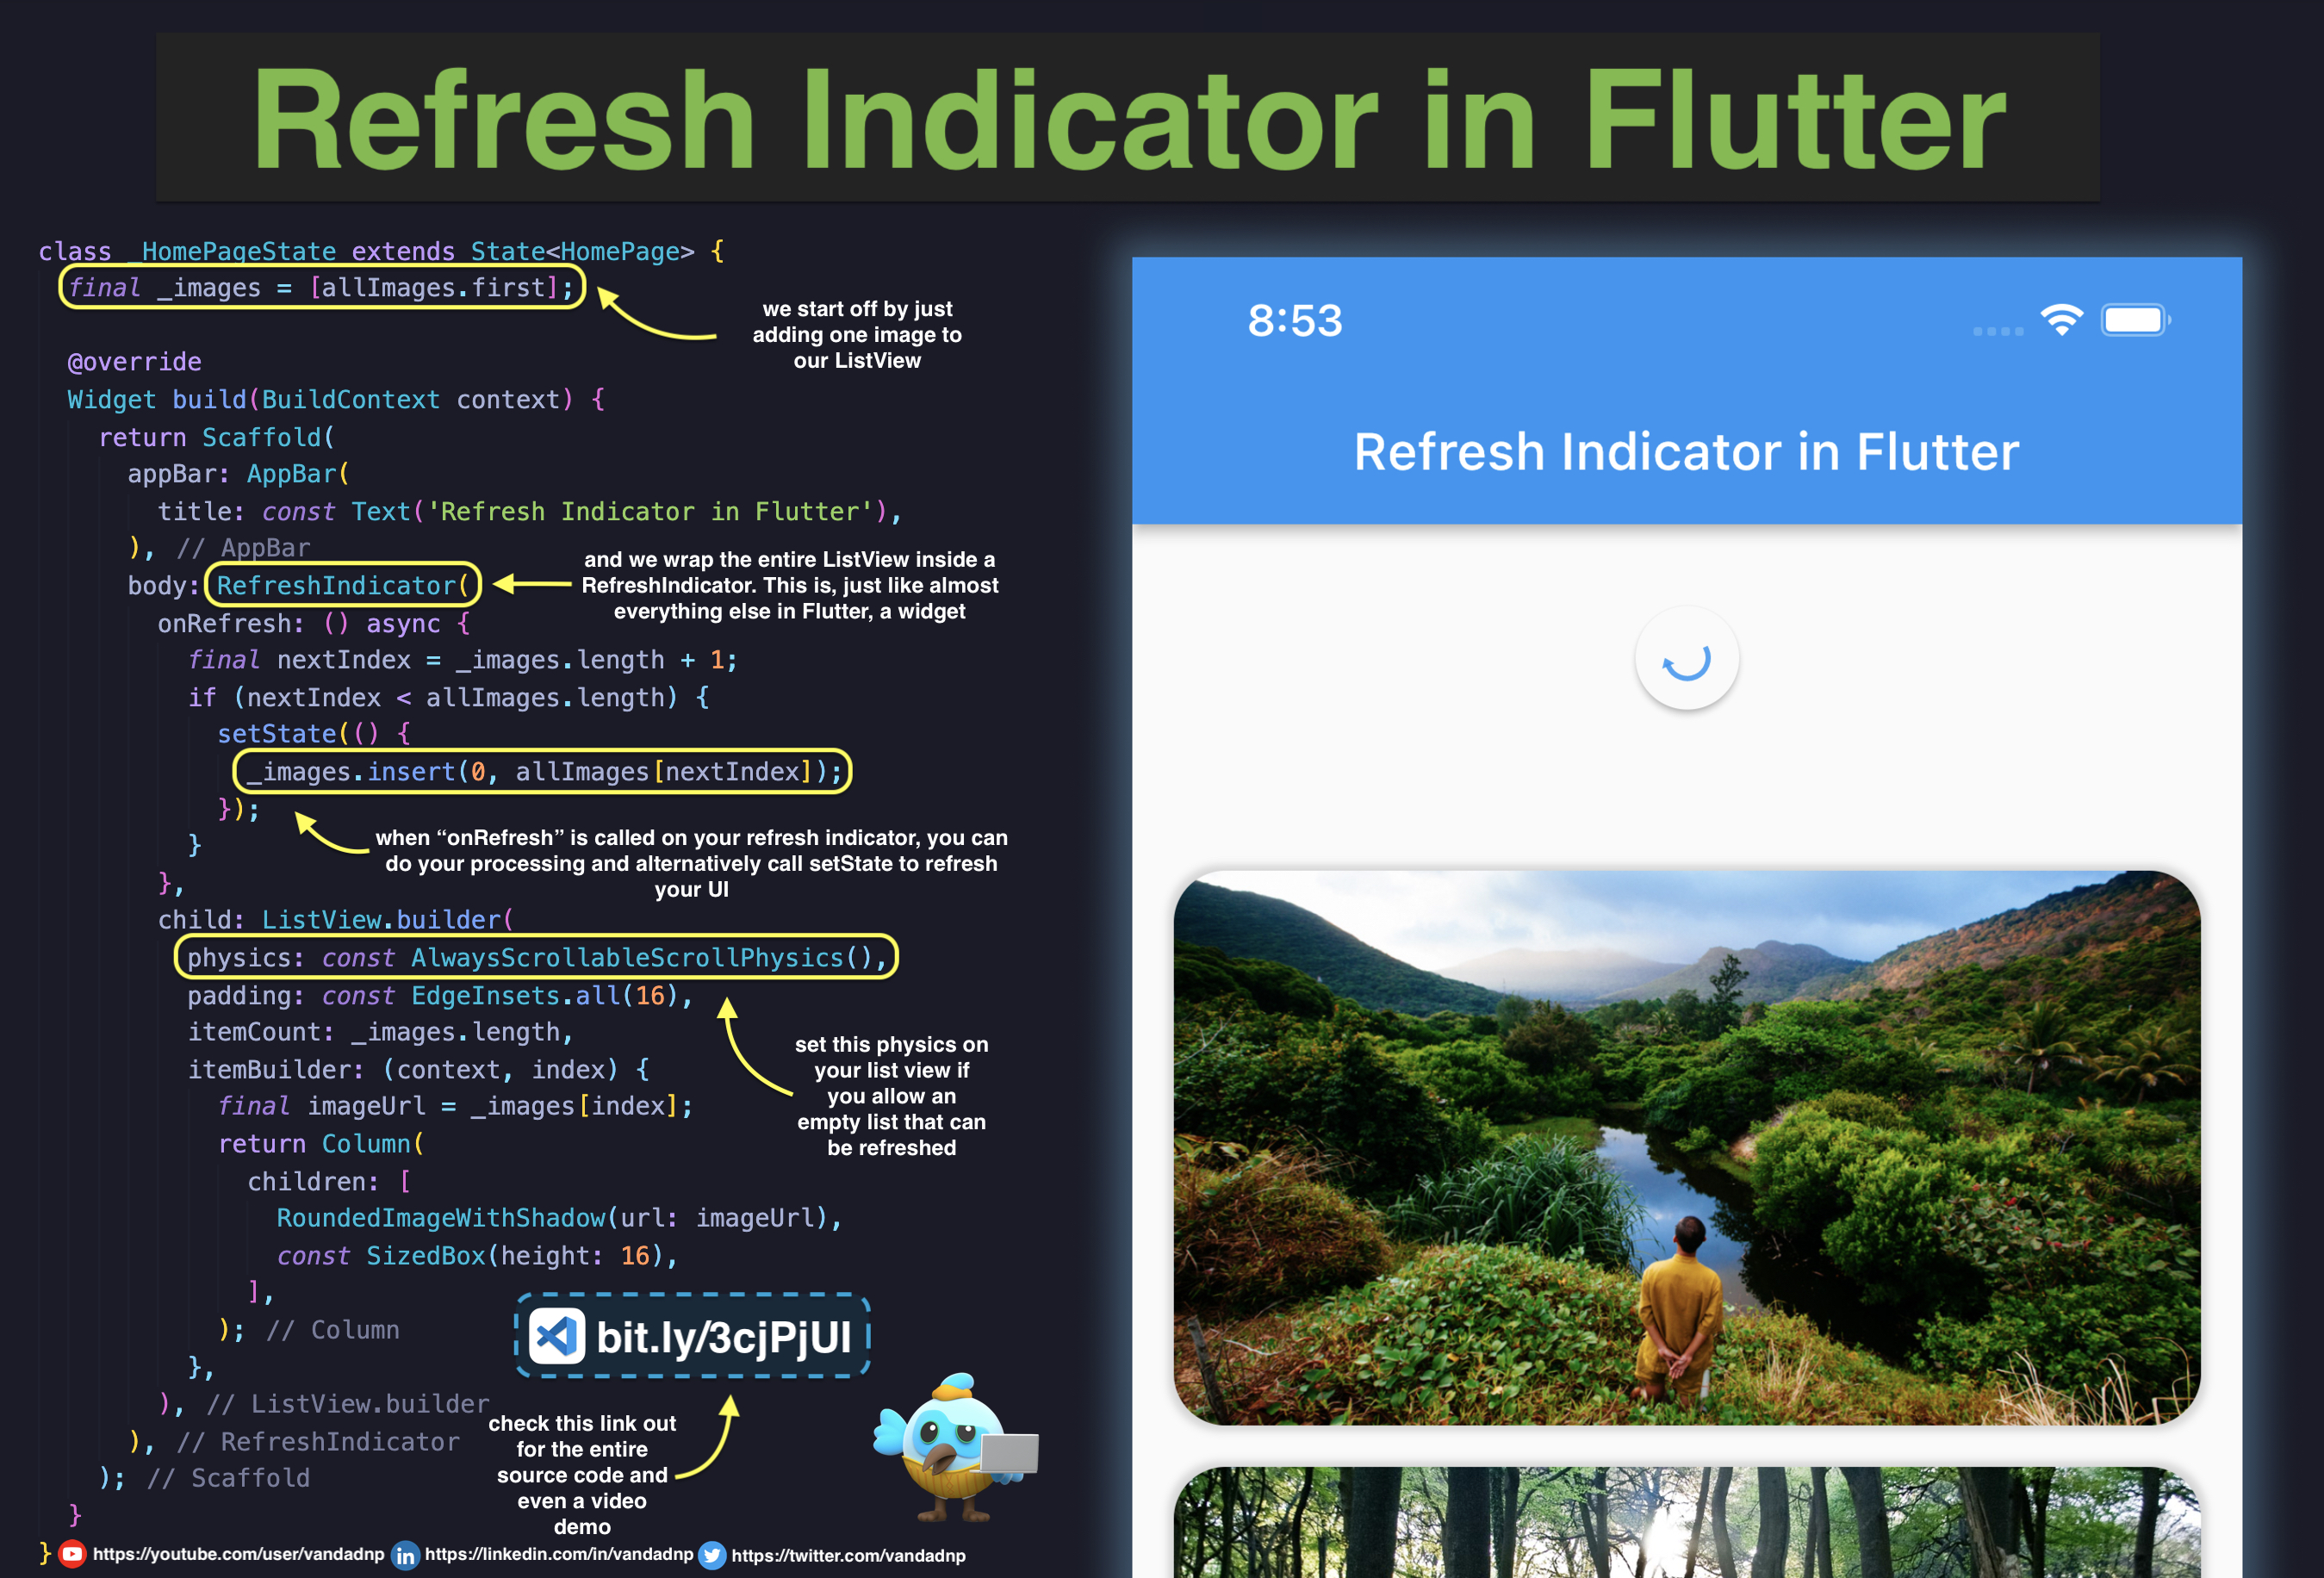 Refresh Indicator in Flutter
class _HomePageState extends State<HomePage> {
final _images = [allImages.first];
we start off by just
adding one image to
our ListView
@override
Widget build(BuildContext context) {
return Scaffold(
appBar: AppBar(
title: const Text('Refresh Indicator in Flutter'),
), // AppBar
body: RefreshIndicator(
and we wrap the entire ListView inside a
RefreshIndicator. This is, just like almost
everything else in Flutter, a widget
onRefresh: () async {
final nextIndex = _images.length + 1;
if (nextIndex < allImages.length) {
setState(() {
_images.insert(0, allImages[nextIndex]);
});
}
when “onRefresh” is called on your refresh indicator, you can
do your processing and alternatively call setState to refresh
your UI
},
child: ListView.builder(
physics: const AlwaysScrollableScrollPhysics(),
padding: const EdgeInsets.all(16),
itemCount: _images.length,
itemBuilder: (context, index) {
set this physics on
your list view if
you allow an
empty list that can
be refreshed
final imageUrl = _images[index];
return Column(
children: [
RoundedImageWithShadow(url: imageUrl),
const SizedBox(height: 16),
],
); // Column
},
), // ListView.builder
), // RefreshIndicator
); // Scaffold
}
}
bit.ly/3cjPjUI
check this link out
for the entire
source code and
even a video
demo
https://youtube.com/user/vandadnp
in https://linkedin.com/in/vandadnp
https://twitter.com/vandadnp
8:53
Refresh Indicator in Flutter